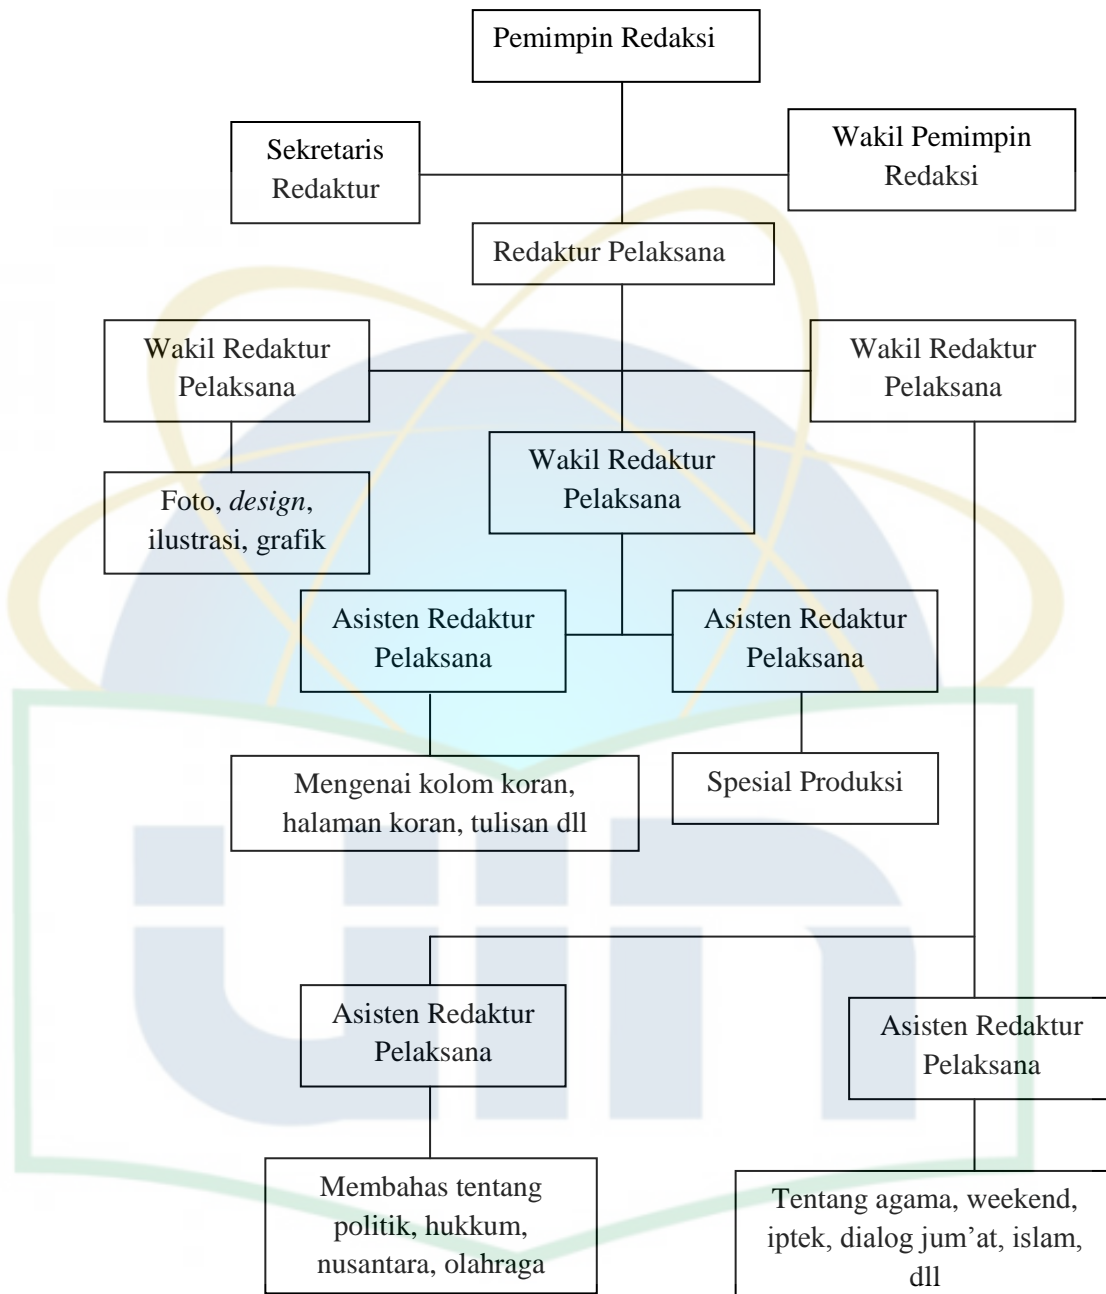 Pemimpin Redaksi
Sekretaris
Redaktur
Wakil Pemimpin
Redaksi
Redaktur Pelaksana
Wakil Redaktur
Pelaksana
Wakil Redaktur
Pelaksana
Wakil Redaktur
Pelaksana
Foto, design,
ilustrasi, grafik
Asisten Redaktur
Pelaksana
Asisten Redaktur
Pelaksana
Mengenai kolom koran,
halaman koran, tulisan dll
Spesial Produksi
Asisten Redaktur
Pelaksana
Asisten Redaktur
Pelaksana
Membahas tentang
politik, hukkum,
nusantara, olahraga
Tentang agama, weekend,
iptek, dialog jum’at, islam,
dll
uin